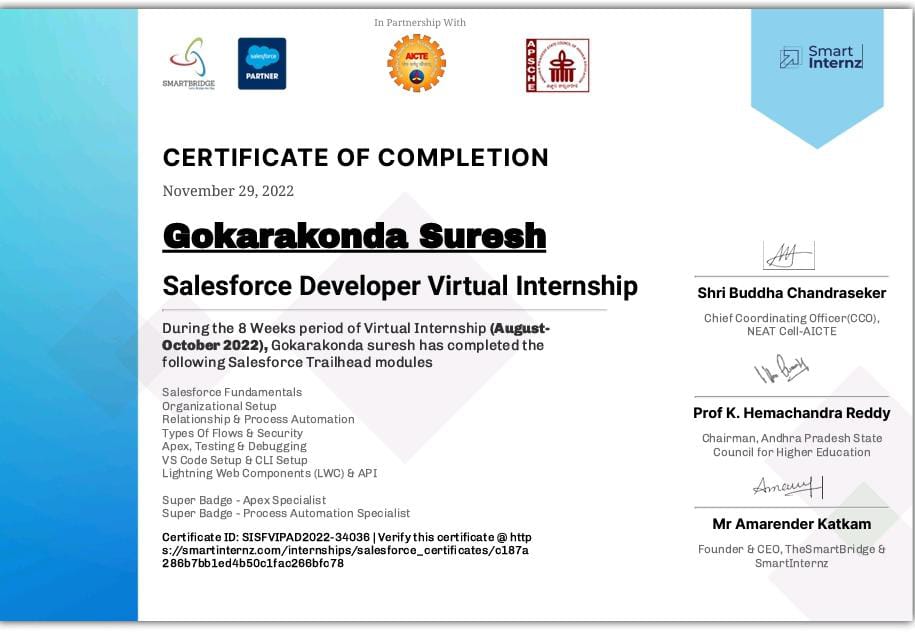 In Partnership With
SMARTBRIDGE
salesforce
PARTNER
AICTE
APSCHE
Smart
Internz
CERTIFICATE OF COMPLETION
November 29, 2022
Gokarakonda Suresh
Salesforce Developer Virtual Internship
During the 8 Weeks period of Virtual Internship (August-
October 2022), Gokarakonda suresh has completed the
following Salesforce Trailhead modules
Salesforce Fundamentals
Organizational Setup
Relationship & Process Automation
Types Of Flows & Security
Apex, Testing & Debugging
VS Code Setup & CLI Setup
Lightning Web Components (LWC) & API
Super Badge - Apex Specialist
Super Badge - Process Automation Specialist
Certificate ID: SISFVIPAD2022-34036 | Verify this certificate @ http
s://smartinternz.com/internships/salesforce_certificates/c187a
286b7bb1ed4b50c1fac266bfc78
Shri Buddha Chandraseker
Chief Coordinating Officer(CCO),
NEAT Cell-AICTE
Prof K. Hemachandra Reddy
Chairman, Andhra Pradesh State
Council for Higher Education
Mr Amarender Katkam
Founder & CEO, TheSmartBridge &
SmartInternz